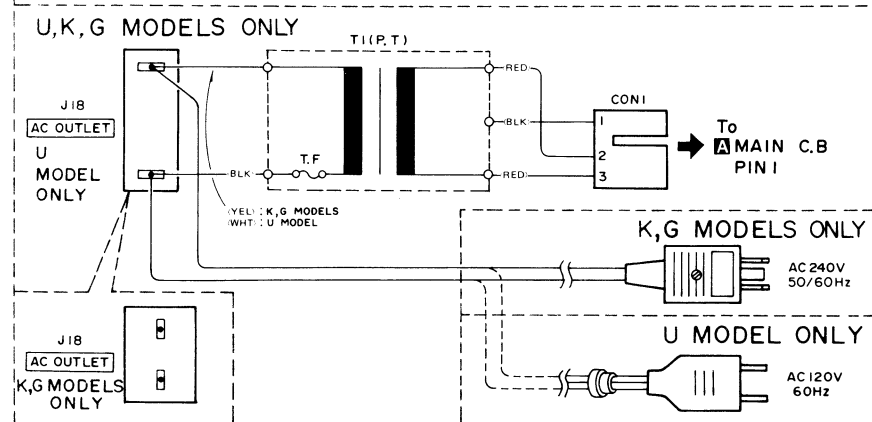 U,K,G MODELS ONLY
T1(P.T)
J18
AC OUTLET
U
MODEL
ONLY
BLK
T.F
(YEL) : K,G MODELS
(WHT) : U MODEL
RED
(BLK)
RED
CON1
1
2
3
To
A MAIN C.B
PIN 1
K,G MODELS ONLY
AC 240V
50/60Hz
J18
AC OUTLET
K,G MODELS
ONLY
U MODEL ONLY
AC 120V
60Hz